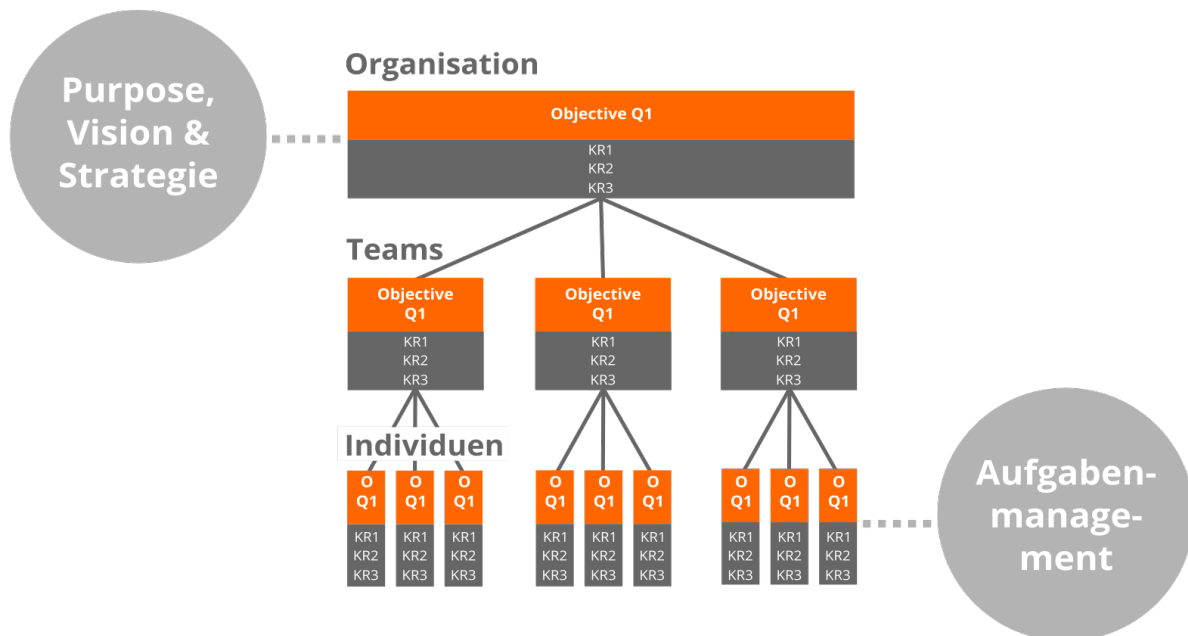 Purpose,
Vision &
Strategie
Organisation
Objective Q1
KR1
KR2
KR3
Teams
Objective
Q1
KR1
KR2
KR3
Objective
Q1
KR1
KR2
KR3
Objective
Q1
KR1
KR2
KR3
Individuen
O
Q1
KR1
KR2
KR3
O
Q1
KR1
KR2
KR3
O
Q1
KR1
KR2
KR3
O
Q1
KR1
KR2
KR3
O
Q1
KR1
KR2
KR3
O
Q1
KR1
KR2
KR3
O
Q1
KR1
KR2
KR3
O
Q1
KR1
KR2
KR3
O
Q1
KR1
KR2
KR3
Aufgaben-
manage-
ment